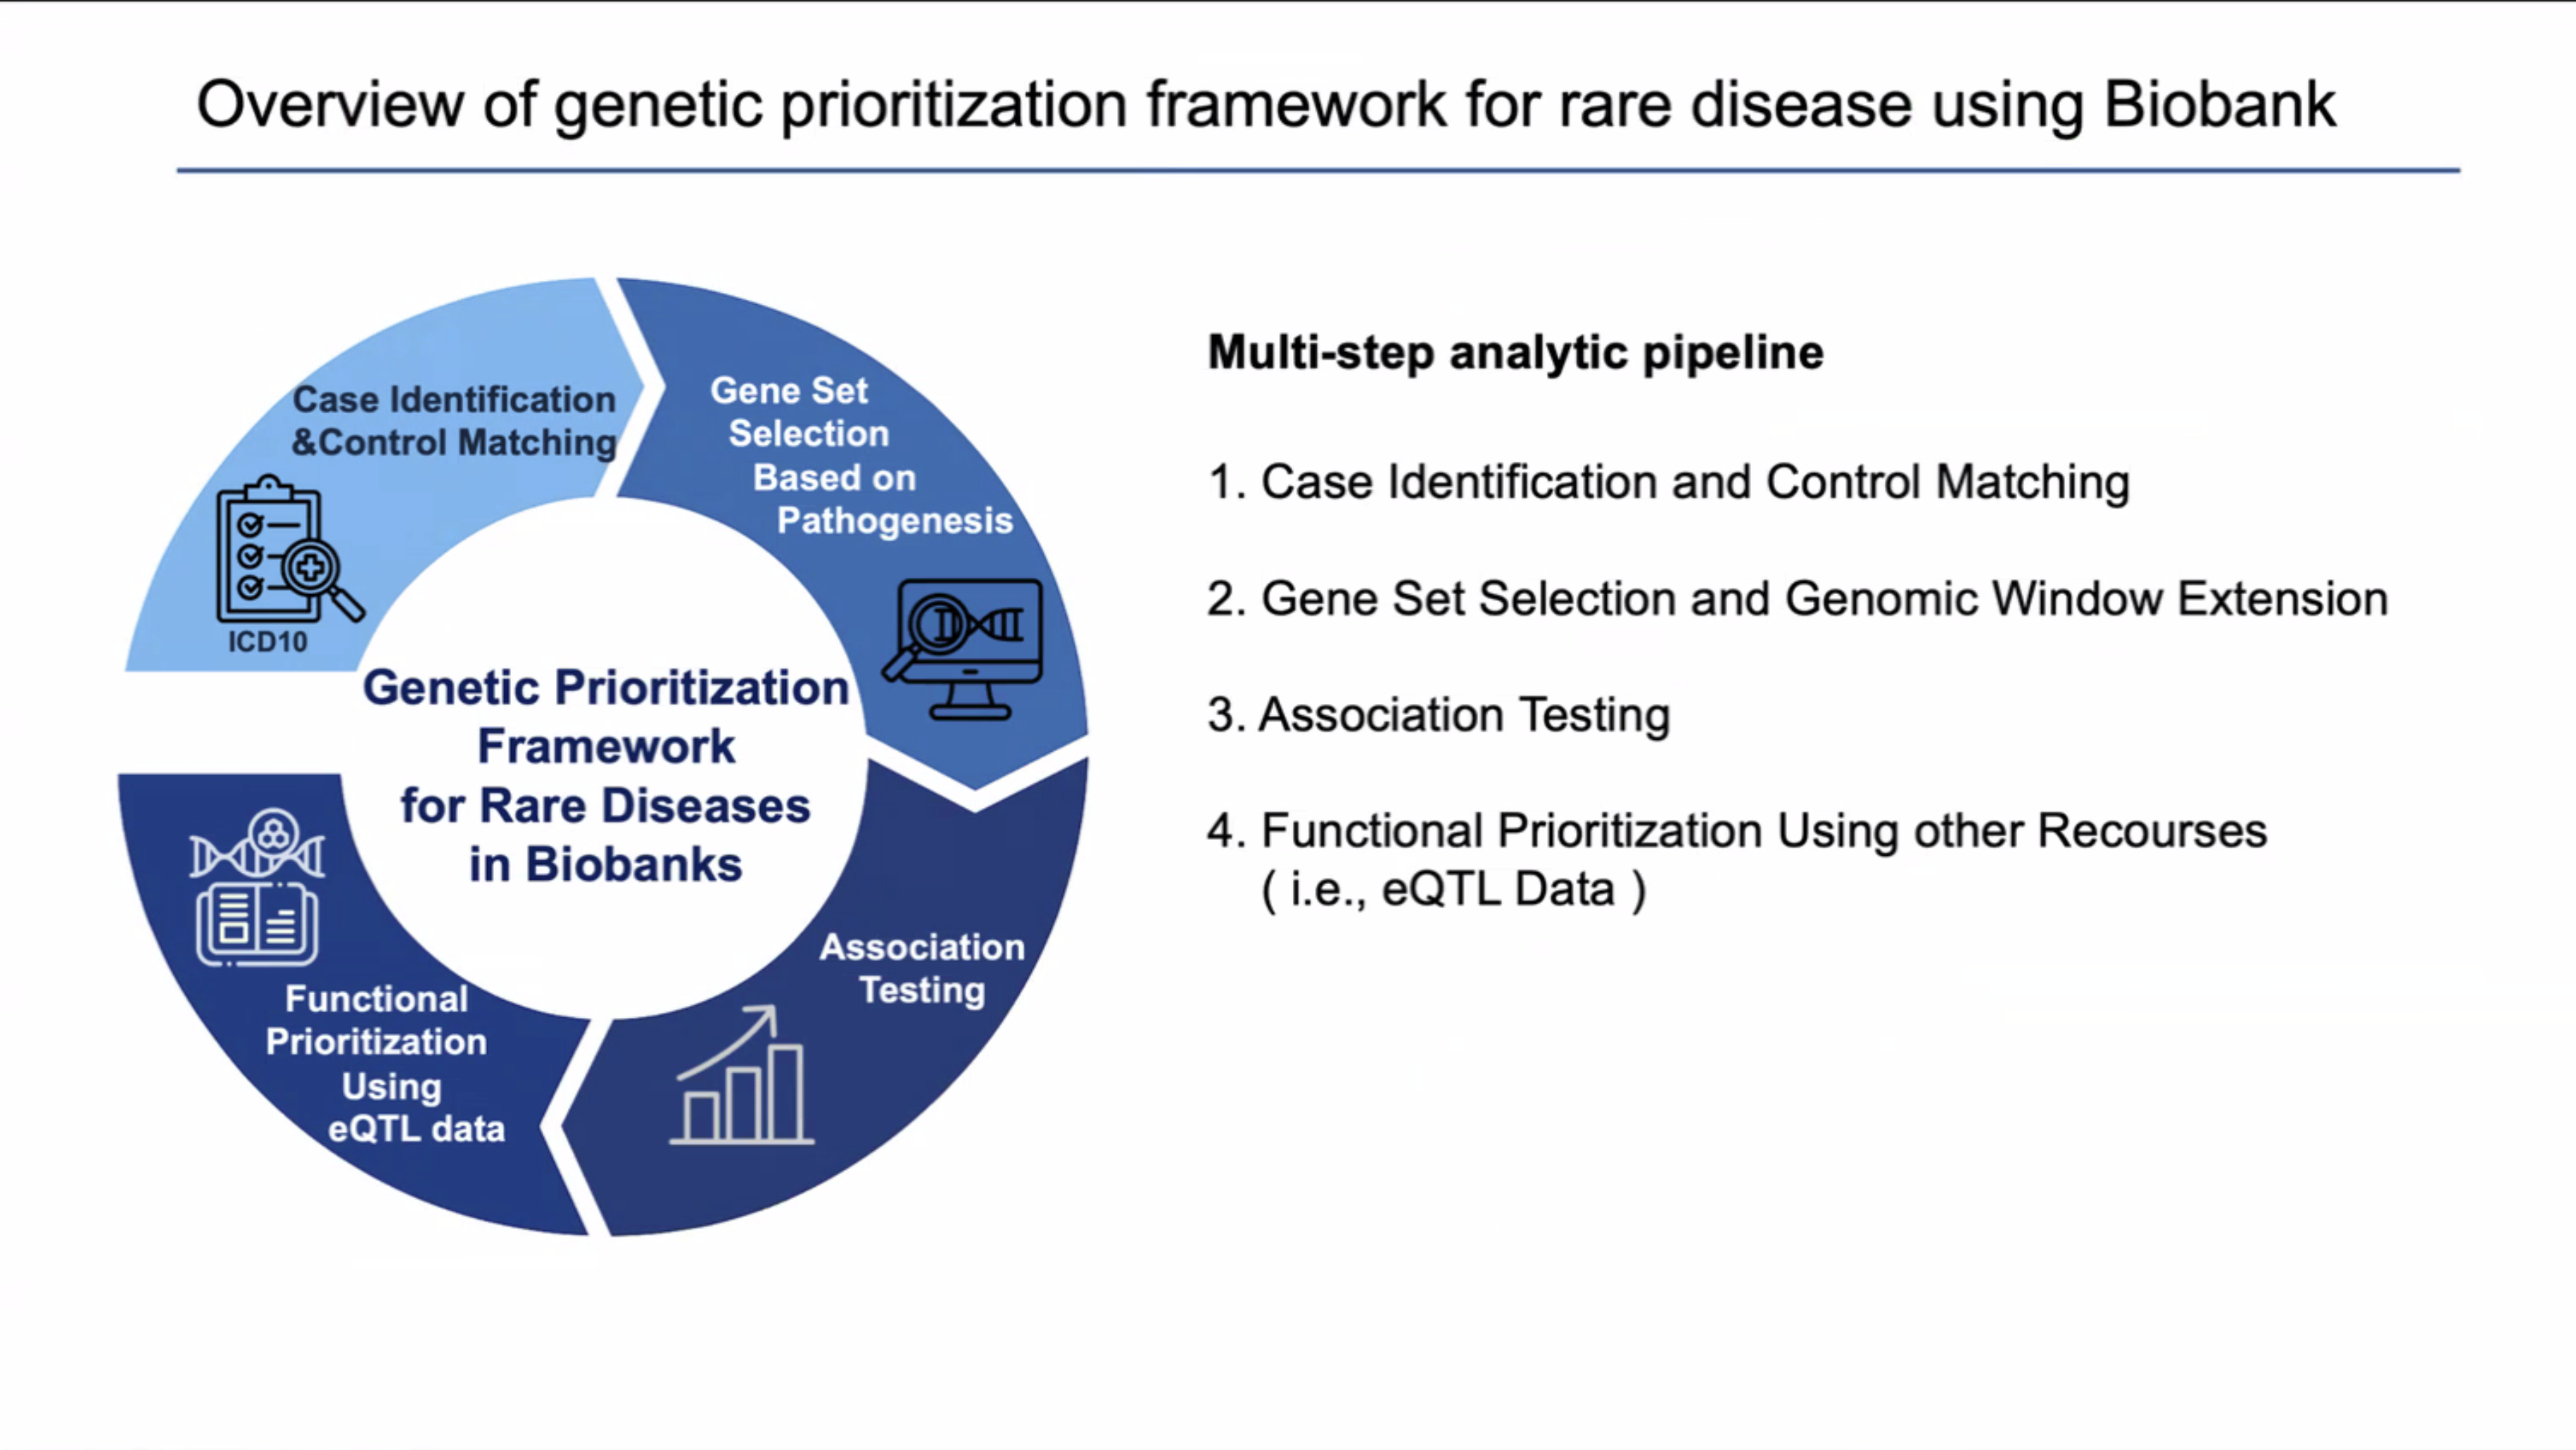 Overview of genetic prioritization framework for rare disease using Biobank
Case Identification
&Control Matching
ICD10
Gene Set
Selection
Based on
Pathogenesis
Genetic Prioritization
Framework
for Rare Diseases
in Biobanks
Association
Testing
Functional
Prioritization
Using
eQTL data
Multi-step analytic pipeline
1. Case Identification and Control Matching
2. Gene Set Selection and Genomic Window Extension
3. Association Testing
4. Functional Prioritization Using other Recourses
( i.e., eQTL Data )